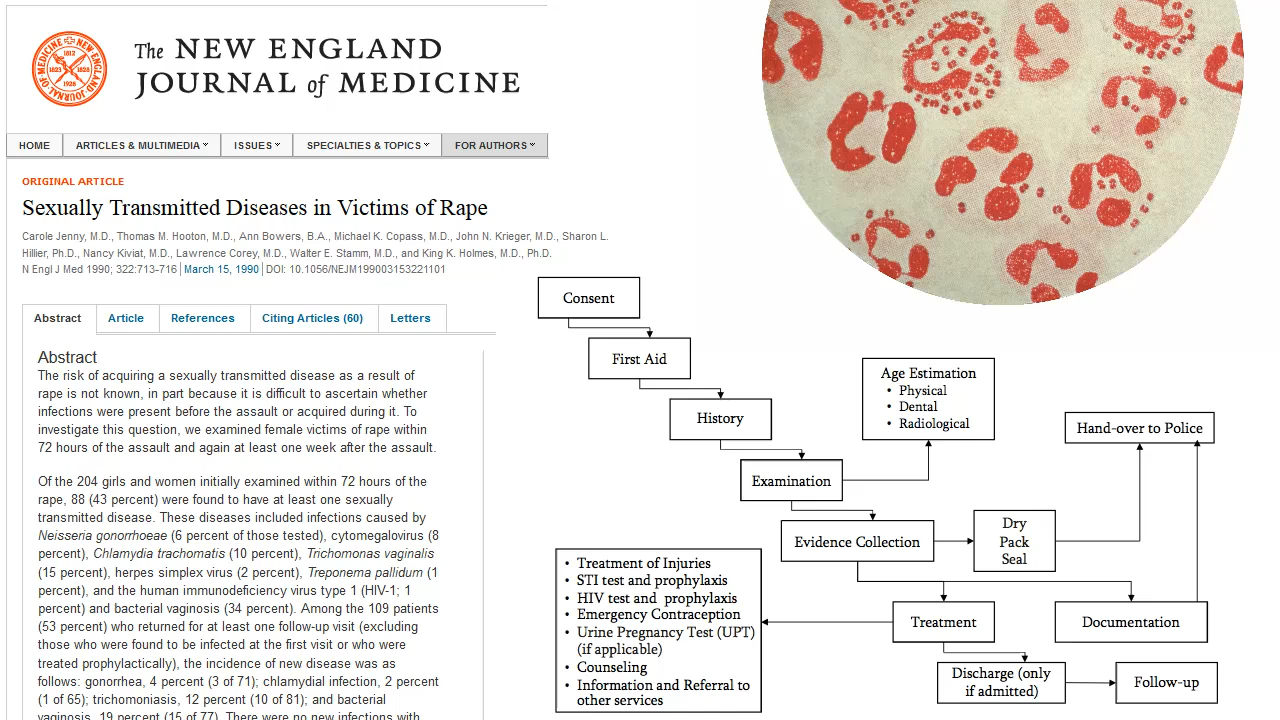 The NEW ENGLAND
JOURNAL of MEDICINE
HOME
ARTICLES & MULTIMEDIA
ISSUES
SPECIALTIES & TOPICS
FOR AUTHORS
ORIGINAL ARTICLE
Sexually Transmitted Diseases in Victims of Rape
Carole Jenny, M.D., Thomas M. Hooton, M.D., Ann Bowers, B.A., Michael K. Copass, M.D., John N. Krieger, M.D., Sharon L.
Hillier, Ph.D., Nancy Kiviat, M.D., Lawrence Corey, M.D., Walter E. Stamm, M.D., and King K. Holmes, M.D., Ph.D.
N Engl J Med 1990; 322:713-716 | March 15, 1990 | DOI: 10.1056/NEJM199003153221101
Abstract
Article
References
Citing Articles (60)
Letters
Abstract
The risk of acquiring a sexually transmitted disease as a result of
rape is not known, in part because it is difficult to ascertain whether
infections were present before the assault or acquired during it. To
investigate this question, we examined female victims of rape within
72 hours of the assault and again at least one week after the assault.
Of the 204 girls and women initially examined within 72 hours of the
rape, 88 (43 percent) were found to have at least one sexually
transmitted disease. These diseases included infections caused by
Neisseria gonorrhoeae (6 percent of those tested), cytomegalovirus (8
percent), Chlamydia trachomatis (10 percent), Trichomonas vaginalis
(15 percent), herpes simplex virus (2 percent), Treponema pallidum (1
percent), and the human immunodeficiency virus type 1 (HIV-1; 1
percent) and bacterial vaginosis (34 percent). Among the 109 patients
(53 percent) who returned for at least one follow-up visit (excluding
those who were found to be infected at the first visit or who were
treated prophylactically), the incidence of new disease was as
follows: gonorrhea, 4 percent (3 of 71); chlamydial infection, 2 percent
(1 of 65); trichomoniasis, 12 percent (10 of 81); and bacterial
vaginosis, 19 percent (15 of 77). There were no new infections with
Consent
First Aid
History
Examination
Age Estimation
• Physical
• Dental
• Radiological
Hand-over to Police
Evidence Collection
Dry
Pack
Seal
• Treatment of Injuries
• STI test and prophylaxis
• HIV test and prophylaxis
• Emergency Contraception
• Urine Pregnancy Test (UPT)
(if applicable)
• Counseling
• Information and Referral to
other services
Treatment
Documentation
Discharge (only
if admitted)
Follow-up